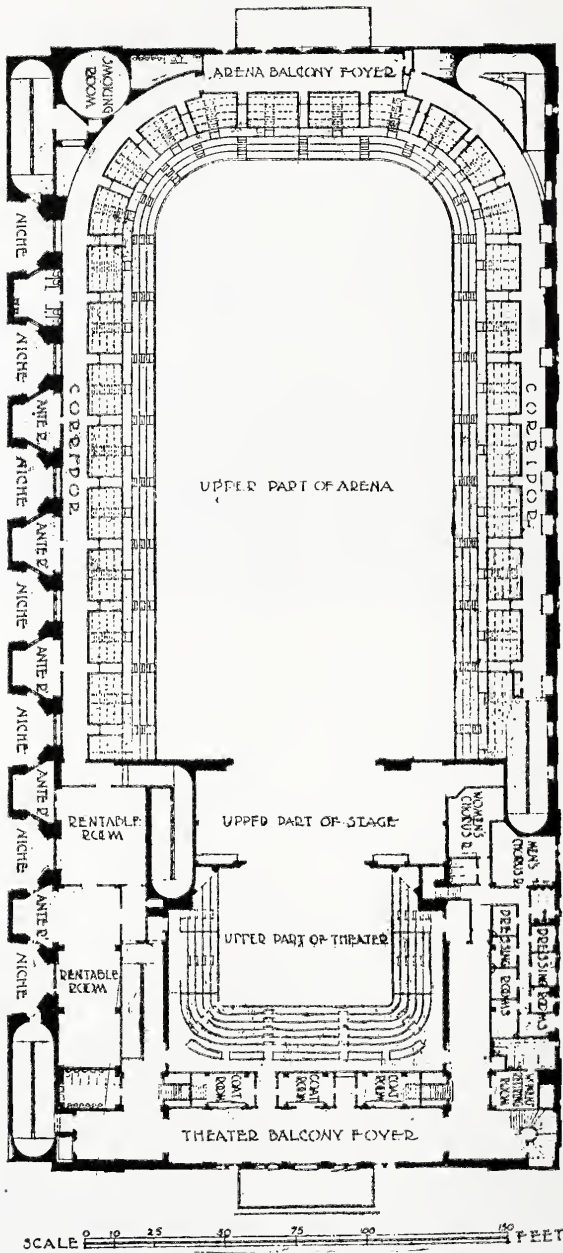 ARENA BALCONY FOYER
SMOKING
ROOM
NICHE
NICHE
ANTE R.
CORRIDOR
CORRIDOR
NICHE
ANTE R.
UPPER PART OF ARENA
NICHE
ANTE R.
NICHE
ANTE R.
RENTABLE
ROOM
UPPER PART OF STAGE
WOMEN'S
CHORUS R.
MEN'S
CHORUS R.
NICHE
ANTE R.
UPPER PART OF THEATER
DRESSING ROOMS
DRESSING ROOMS
RENTABLE
ROOM
NICHE
COAT
ROOM
COAT
ROOM
COAT
ROOM
ROOM
THEATER BALCONY FOYER
SCALE 0 10 25 50 75 100 150 FEET